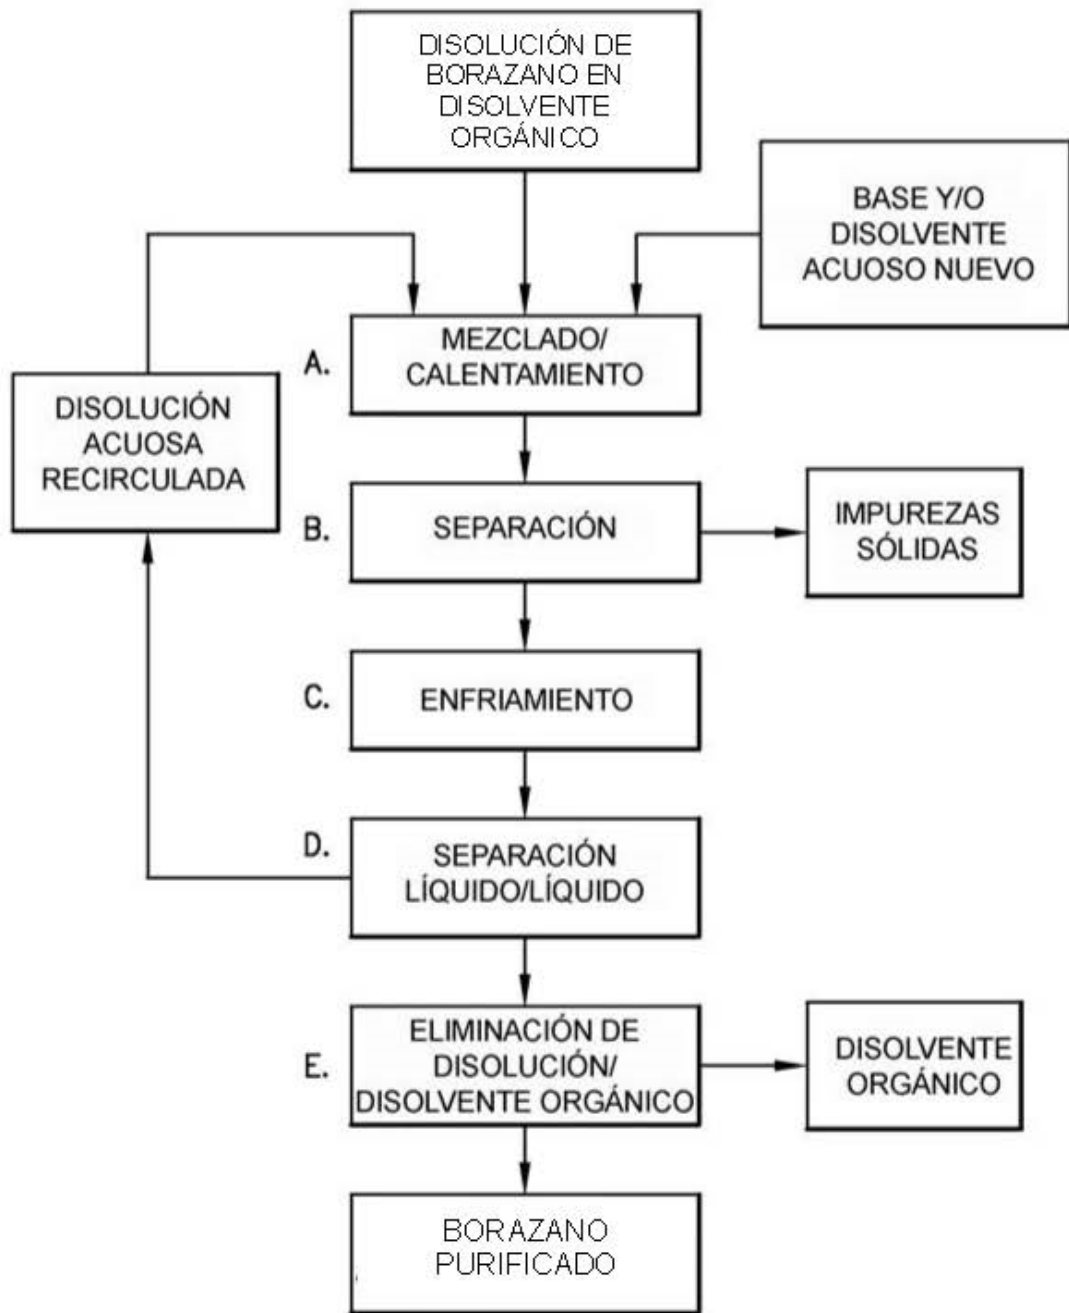 DISOLUCIÓN DE
BORAZANO EN
DISOLVENTE
ORGÁNICO
BASE Y/O
DISOLVENTE
ACUOSO NUEVO
A.
MEZCLADO/
CALENTAMIENTO
DISOLUCIÓN
ACUOSA
RECIRCULADA
B.
SEPARACIÓN
IMPUREZAS
SÓLIDAS
C.
ENFRIAMIENTO
D.
SEPARACIÓN
LÍQUIDO/LÍQUIDO
E.
ELIMINACIÓN DE
DISOLUCIÓN/
DISOLVENTE ORGÁNICO
DISOLVENTE
ORGÁNICO
BORAZANO
PURIFICADO